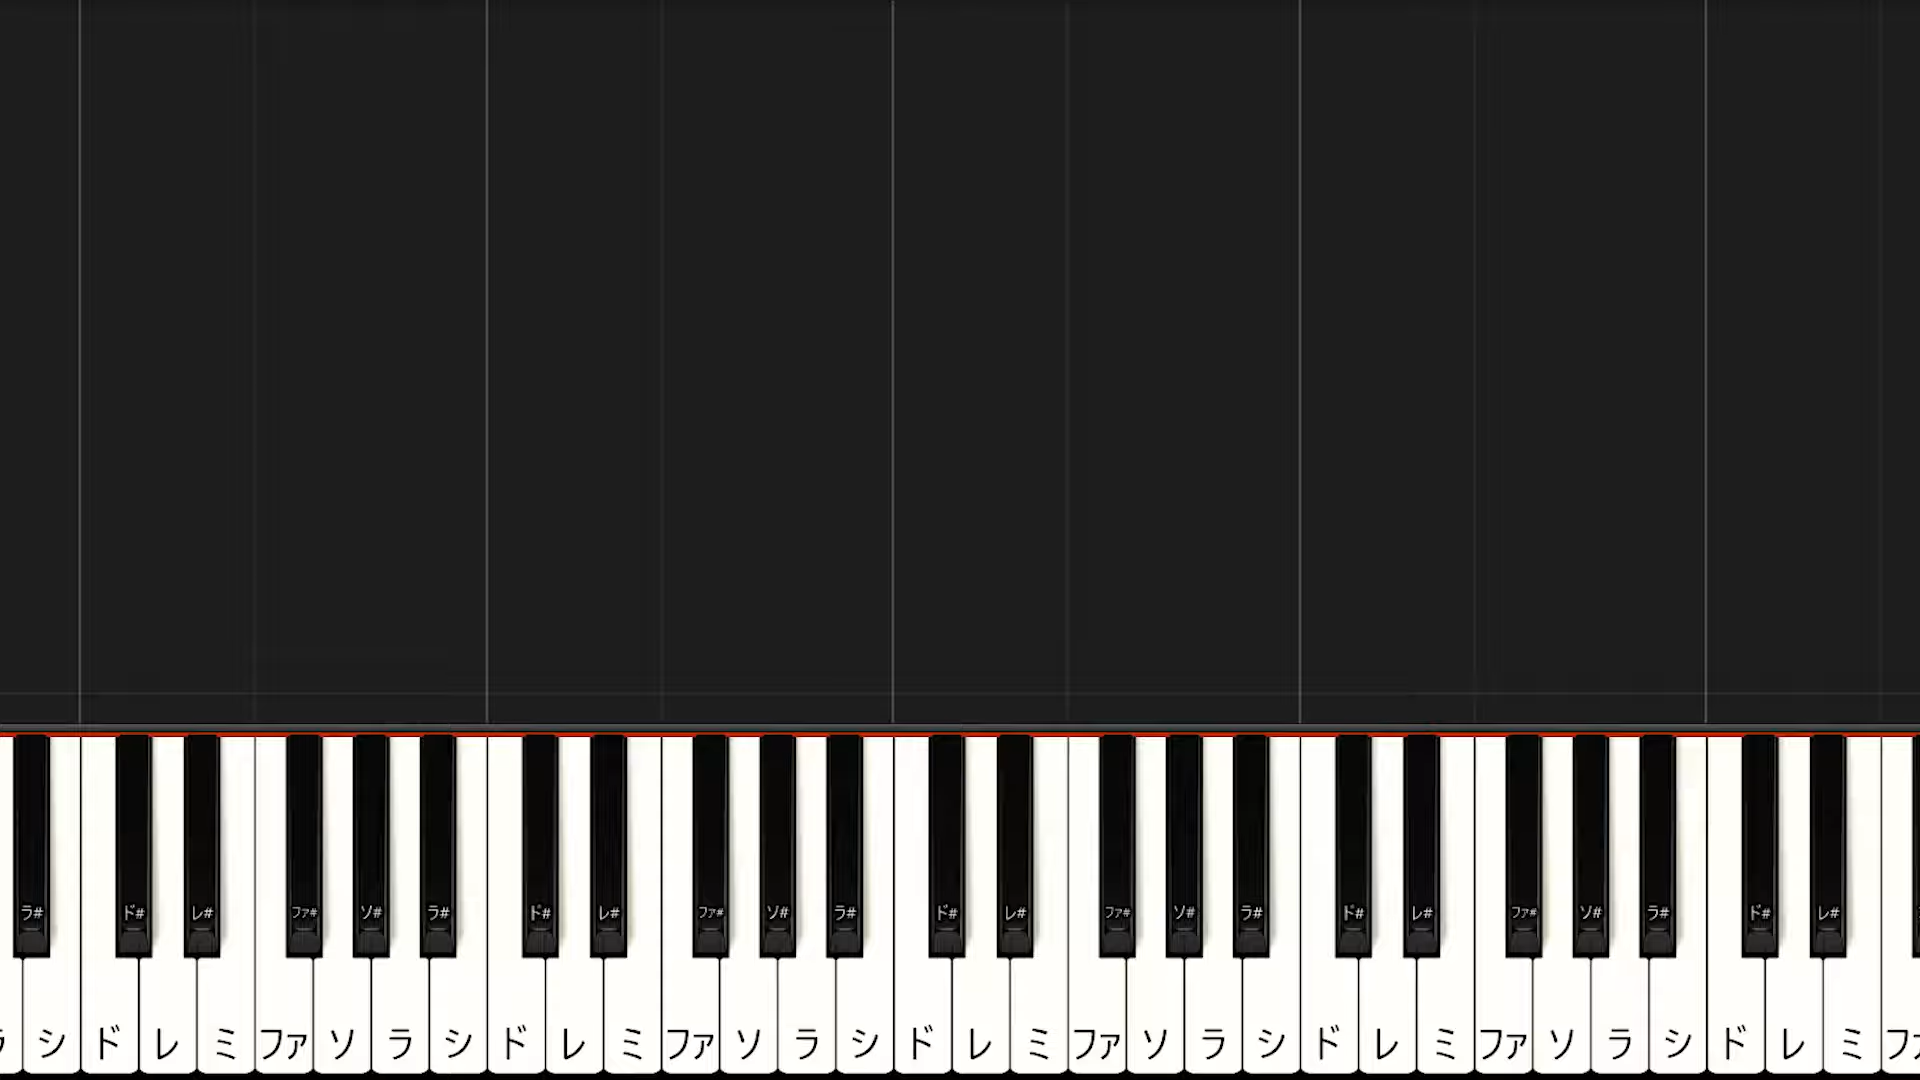 ラ# ド# レ# ファ# ソ# ラ# ド# レ# ファ# ソ# ラ# ド# レ# ファ# ソ# ラ# ド# レ# ファ# ソ# ラ# ド# レ#
シ ド レ ミ ファ ソ ラ シ ド レ ミ ファ ソ ラ シ ド レ ミ ファ ソ ラ シ ド レ ミ ファ ソ ラ シ ド レ ミ ファ